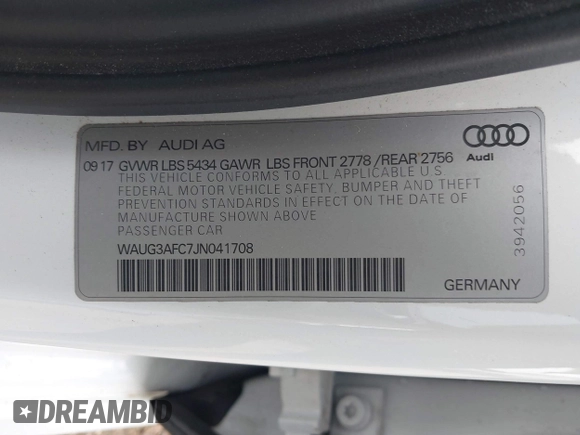 MFD. BY AUDI AG
09 17 GVWR LBS 5434 GAWR LBS FRONT 2778 /REAR 2756
THIS VEHICLE CONFORMS TO ALL APPLICABLE U.S
FEDERAL MOTOR VEHICLE SAFETY, BUMPER AND THEFT
PREVENTION STANDARDS IN EFFECT ON THE DATE OF
MANUFACTURE SHOWN ABOVE
PASSENGER CAR
WAUG3AFC7JN041708
Audi
3942056
GERMANY
DREAMBID